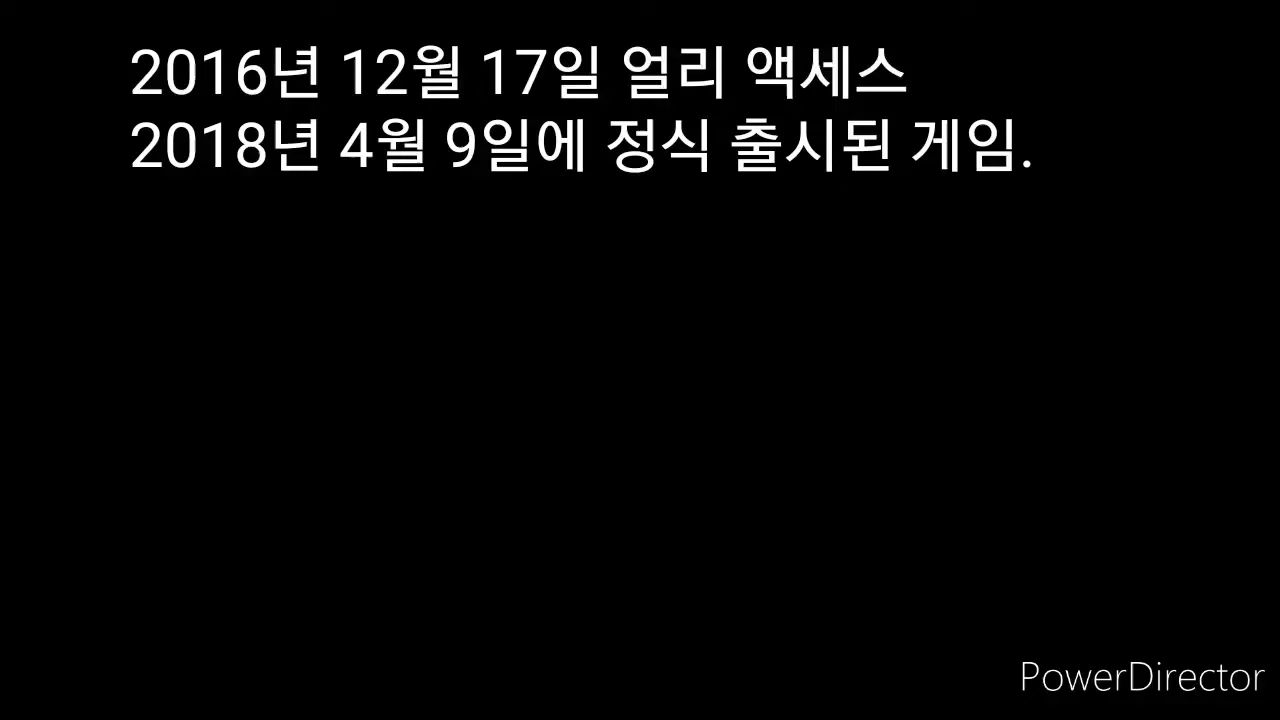 2016년 12월 17일 얼리 액세스
2018년 4월 9일에 정식 출시된 게임.
PowerDirector